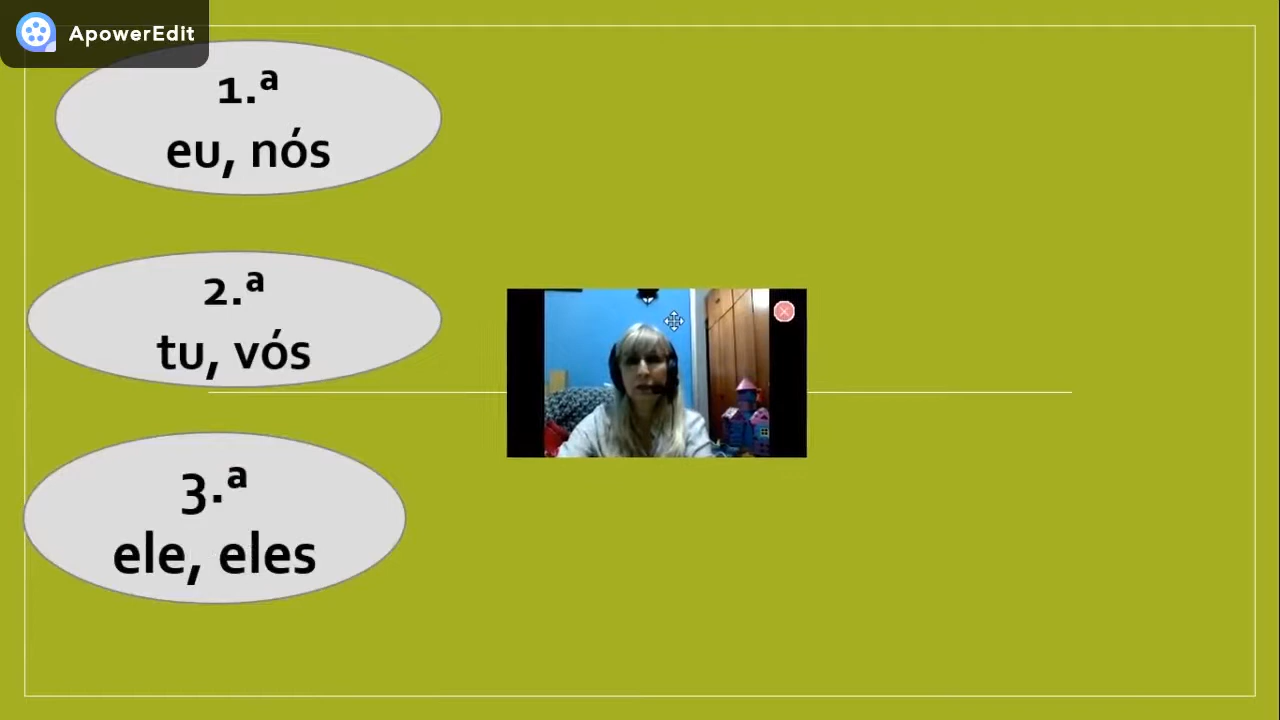 ApowerEdit
1.ª
eu, nós
2.ª
tu, vós
3.ª
ele, eles